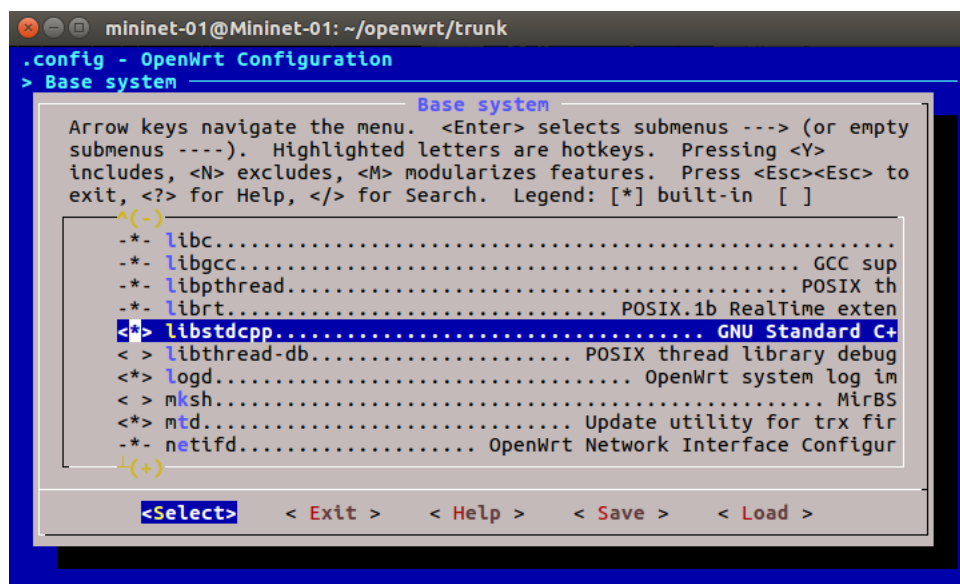 mininet-01@Mininet-01: ~/openwrt/trunk
.config - OpenWrt Configuration
> Base system
Base system
Arrow keys navigate the menu.  <Enter> selects submenus ---> (or empty
submenus ----).  Highlighted letters are hotkeys.  Pressing <Y>
includes, <N> excludes, <M> modularizes features.  Press <Esc><Esc> to
exit, <?> for Help, </> for Search.  Legend: [*] built-in  [ ]
^(-)
-*- libc.........................................................
-*- libgcc............................................... GCC sup
-*- libpthread............................................ POSIX th
-*- librt.............................. POSIX.1b RealTime exten
<*> libstdcpp.................................... GNU Standard C+
< > libthread-db...................... POSIX thread library debug
<*> logd................................... OpenWrt system log im
< > mksh..................................................... MirBS
<*> mtd............................... Update utility for trx fir
-*- netifd.................... OpenWrt Network Interface Configur
┴(+)
<Select>    < Exit >    < Help >    < Save >    < Load >